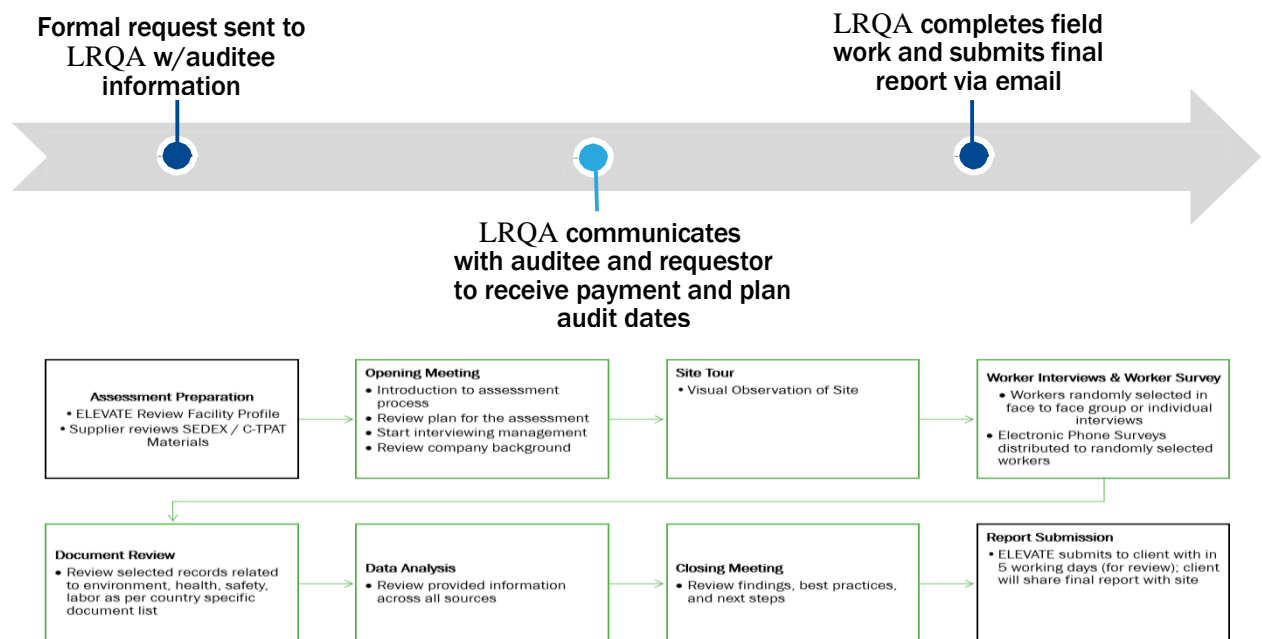 Formal request sent to
LRQA w/auditee
information
LRQA completes field
work and submits final
report via email
LRQA communicates
with auditee and requestor
to receive payment and plan
audit dates
Assessment Preparation
• ELEVATE Review Facility Profile
• Supplier reviews SEDEX / C-TPAT
Materials
Opening Meeting
• Introduction to assessment
process
• Review plan for the assessment
• Start interviewing management
• Review company background
Site Tour
• Visual Observation of Site
Worker Interviews & Worker Survey
• Workers randomly selected in
face to face group or individual
interviews
• Electronic Phone Surveys
distributed to randomly selected
workers
Document Review
• Review selected records related
to environment, health, safety,
labor as per country specific
document list
Data Analysis
• Review provided information
across all sources
Closing Meeting
• Review findings, best practices,
and next steps
Report Submission
• ELEVATE submits to client with in
5 working days (for review); client
will share final report with site